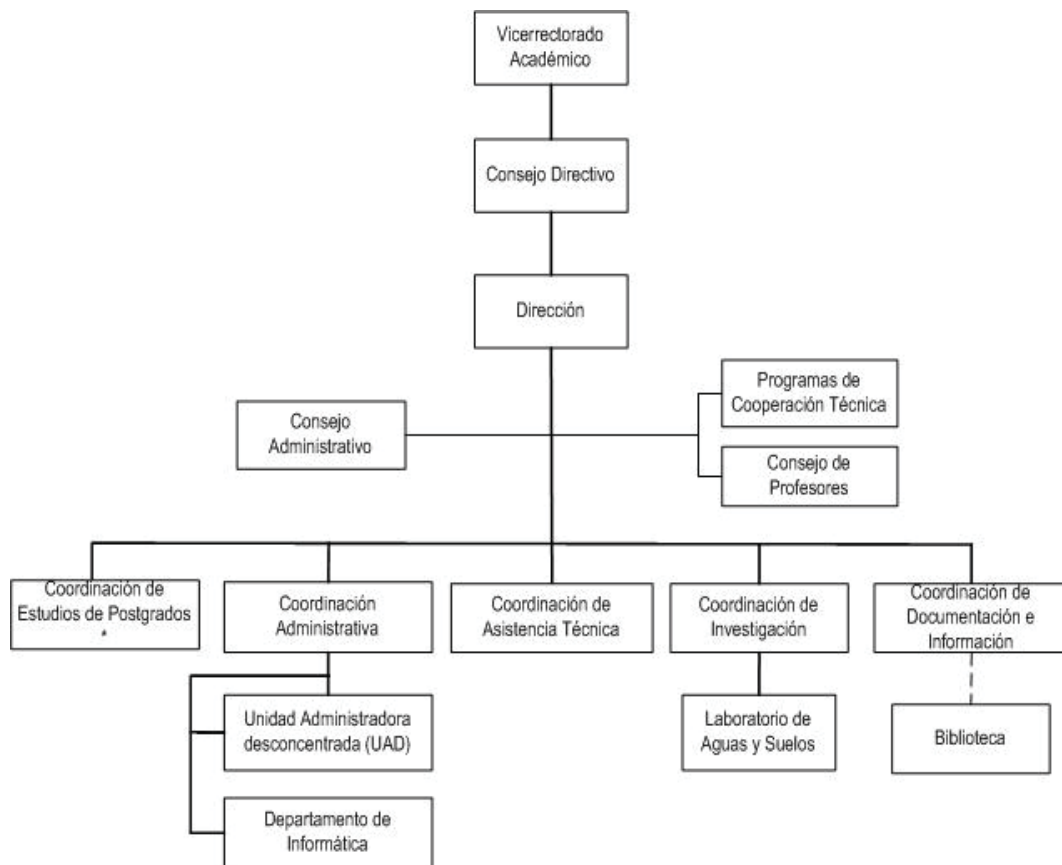 Vicerrectorado
Académico
Consejo Directivo
Dirección
Programas de
Cooperación Técnica
Consejo
Administrativo
Consejo de
Profesores
Coordinación de
Estudios de Postgrados
*
Coordinación
Administrativa
Coordinación de
Asistencia Técnica
Coordinación de
Investigación
Coordinación de
Documentación e
Información
Unidad Administradora
desconcentrada (UAD)
Laboratorio de
Aguas y Suelos
Biblioteca
Departamento de
Informática